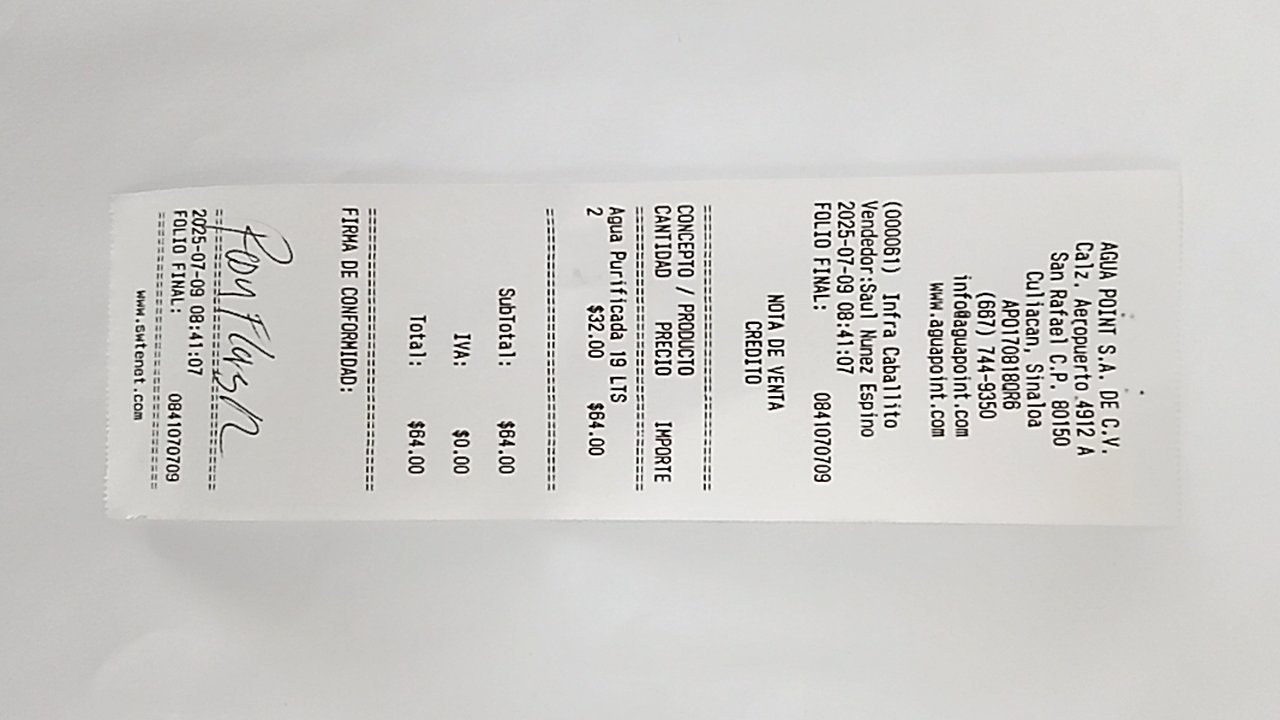 AGUA POINT S.A. DE C.V.
Calz. Aeropuerto 4912 A
San Rafael C.P. 80150
Culiacan, Sinaloa
APO170818QR6
(667) 744-9350
info@aguapoint.com
www.aguapoint.com
NOTA DE VENTA
CREDITO
(000061) Infra Caballito
Vendedor:Saul Nunez Espino
2025-07-09 08:41:07
FOLIO FINAL: 0841070709
================================
CONCEPTO / PRODUCTO
CANTIDAD PRECIO IMPORTE
================================
Agua Purificada 19 LTS
2 $32.00 $64.00
================================
SubTotal: $64.00
IVA: $0.00
Total: $64.00
================================
FIRMA DE CONFORMIDAD:
================================
2025-07-09 08:41:07
FOLIO FINAL: 0841070709
================================
www.swtenet.com